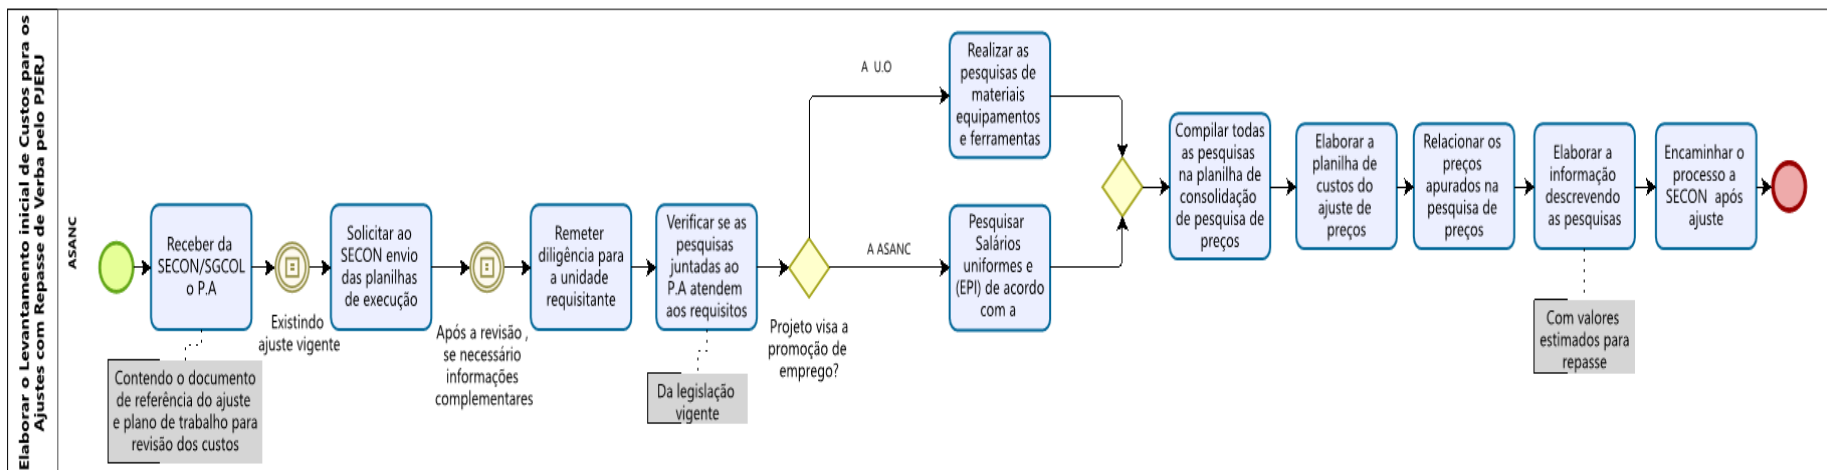 Elaborar o Levantamento inicial de Custos para os
Ajustes com Repasse de Verba pelo PJERJ
ASANC
Receber da
SECON/SGCOL
o P.A
Contendo o documento
de referência do ajuste
e plano de trabalho para
revisão dos custos
Existindo
ajuste vigente
Solicitar ao
SECON envio
das planilhas
de execução
Após a revisão ,
se necessário
informações
complementares
Remeter
diligência para
a unidade
requisitante
Verificar se as
pesquisas
juntadas ao
P.A atendem
aos requisitos
Da legislação
vigente
Projeto visa a
promoção de
emprego?
A U.O
Realizar as
pesquisas de
materiais
equipamentos
e ferramentas
A ASANC
Pesquisar
Salários
uniformes e
(EPI) de acordo
com a
Compilar todas
as pesquisas
na planilha de
consolidação
de pesquisa de
preços
Elaborar a
planilha de
custos do
ajuste de
preços
Relacionar os
preços
apurados na
pesquisa de
preços
Elaborar a
informação
descrevendo
as pesquisas
Com valores
estimados para
repasse
Encaminhar o
processo a
SECON após
ajuste